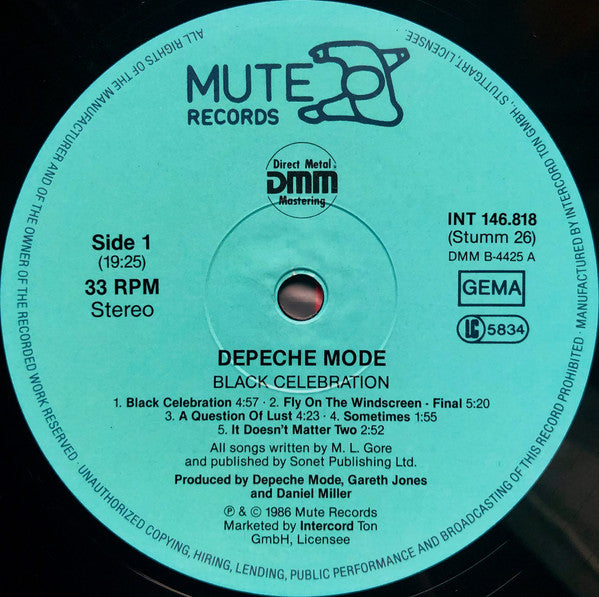 MUTE
RECORDS
Direct Metal
DMM
Mastering
Side 1
(19:25)
33 RPM
Stereo
INT 146.818
(Stumm 26)
DMM B-4425 A
GEMA
LC 5834
DEPECHE MODE
BLACK CELEBRATION
1. Black Celebration 4:57 · 2. Fly On The Windscreen - Final 5:20
3. A Question Of Lust 4:23 · 4. Sometimes 1:55
5. It Doesn't Matter Two 2:52
All songs written by M. L. Gore
and published by Sonet Publishing Ltd.
Produced by Depeche Mode, Gareth Jones
and Daniel Miller
℗ & © 1986 Mute Records
Marketed by Intercord Ton
GmbH, Licensee
ALL RIGHTS OF THE MANUFACTURER AND OF THE OWNER OF THE RECORDED WORK RESERVED · UNAUTHORIZED COPYING, HIRING, LENDING, PUBLIC PERFORMANCE AND BROADCASTING OF THIS RECORD PROHIBITED · MANUFACTURED BY INTERCORD TON GMBH, STUTTGART, LICENSEE.